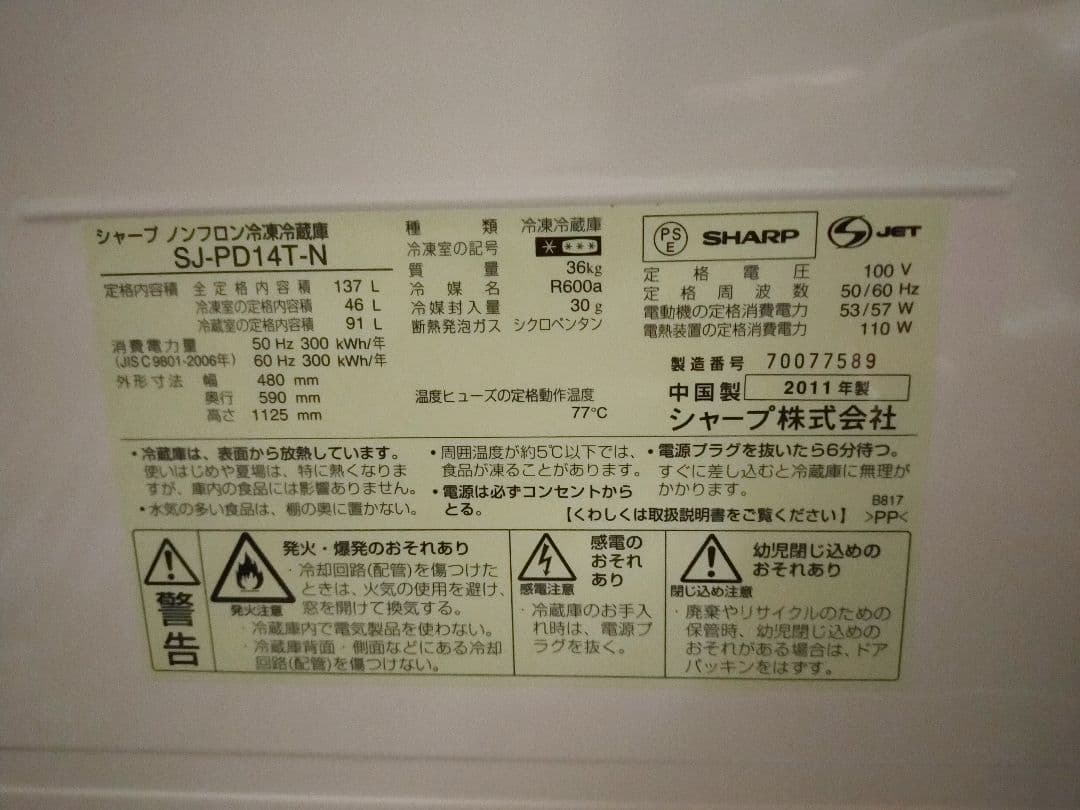 シャープ ノンフロン冷凍冷蔵庫
SJ-PD14T-N
定格内容積 全定格内容積 137 L
冷凍室の定格内容積 46 L
冷蔵室の定格内容積 91 L
消費電力量 50 Hz 300 kWh/年
(JIS C 9801-2006年) 60 Hz 300 kWh/年
外形寸法 幅 480 mm
奥行 590 mm
高さ 1125 mm
種類 冷凍冷蔵庫
冷凍室の記号
質量 36kg
冷媒名 R600a
冷媒封入量 30 g
断熱発泡ガス シクロペンタン
温度ヒューズの定格動作温度
77℃
PS E SHARP S JET
定格電圧 100 V
定格周波数 50/60 Hz
電動機の定格消費電力 53/57 W
電熱装置の定格消費電力 110 W
製造番号 70077589
中国製 2011年製
シャープ株式会社
・冷蔵庫は、表面から放熱しています。
使いはじめや夏場は、特に熱くなりま
すが、庫内の食品には影響ありません。
・水気の多い食品は、棚の奥に置かない。
・周囲温度が約5℃以下では、
食品が凍ることがあります。
・電源は必ずコンセントから
とる。
・電源プラグを抜いたら6分待つ。
すぐに差し込むと冷蔵庫に無理が
かかります。
B817
【くわしくは取扱説明書をご覧ください】 >PP<
警告
発火注意
発火・爆発のおそれあり
・冷却回路(配管)を傷つけた
ときは、火気の使用を避け、
窓を開けて換気する。
・冷蔵庫内で電気製品を使わない。
・冷蔵庫背面・側面などにある冷却
回路(配管)を傷つけない。
感電注意
感電の
おそれ
あり
・冷蔵庫のお手入
れ時は、電源プ
ラグを抜く。
閉じ込め注意
幼児閉じ込めの
おそれあり
・廃棄やリサイクルのための
保管時、幼児閉じ込めの
おそれがある場合は、ドア
パッキンをはずす。